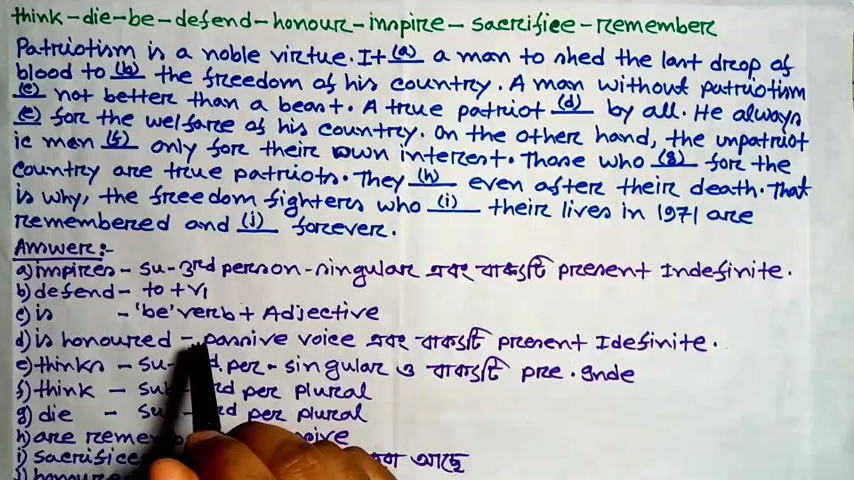 think-die-be-defend-honour-inspire-sacrifice-remember
Patriotism is a noble virtue. It (a) a man to shed the last drop of
blood to (b) the freedom of his country. A man without patriotism
(c) not better than a beast. A true patriot (d) by all. He always
(e) for the welfare of his country. On the other hand, the unpatriot
ic men (f) only for their own interest. Those who (g) for the
country are true patriots. They (h) even after their death. That
is why, the freedom fighters who (i) their lives in 1971 are
remembered and (j) forever.
Answer:-
a) inspires - su-3rd person-singular এবং বাক্যটি present Indefinite.
b) defend - to + v1
c) is - 'be' verb + Adjective
d) is honoured - passive voice এবং বাক্যটি present Idefinite.
e) thinks - su- per - singular ও বাক্যটি pre. Inde
f) think - per plural
g) die - per plural
h) are
i) আছে